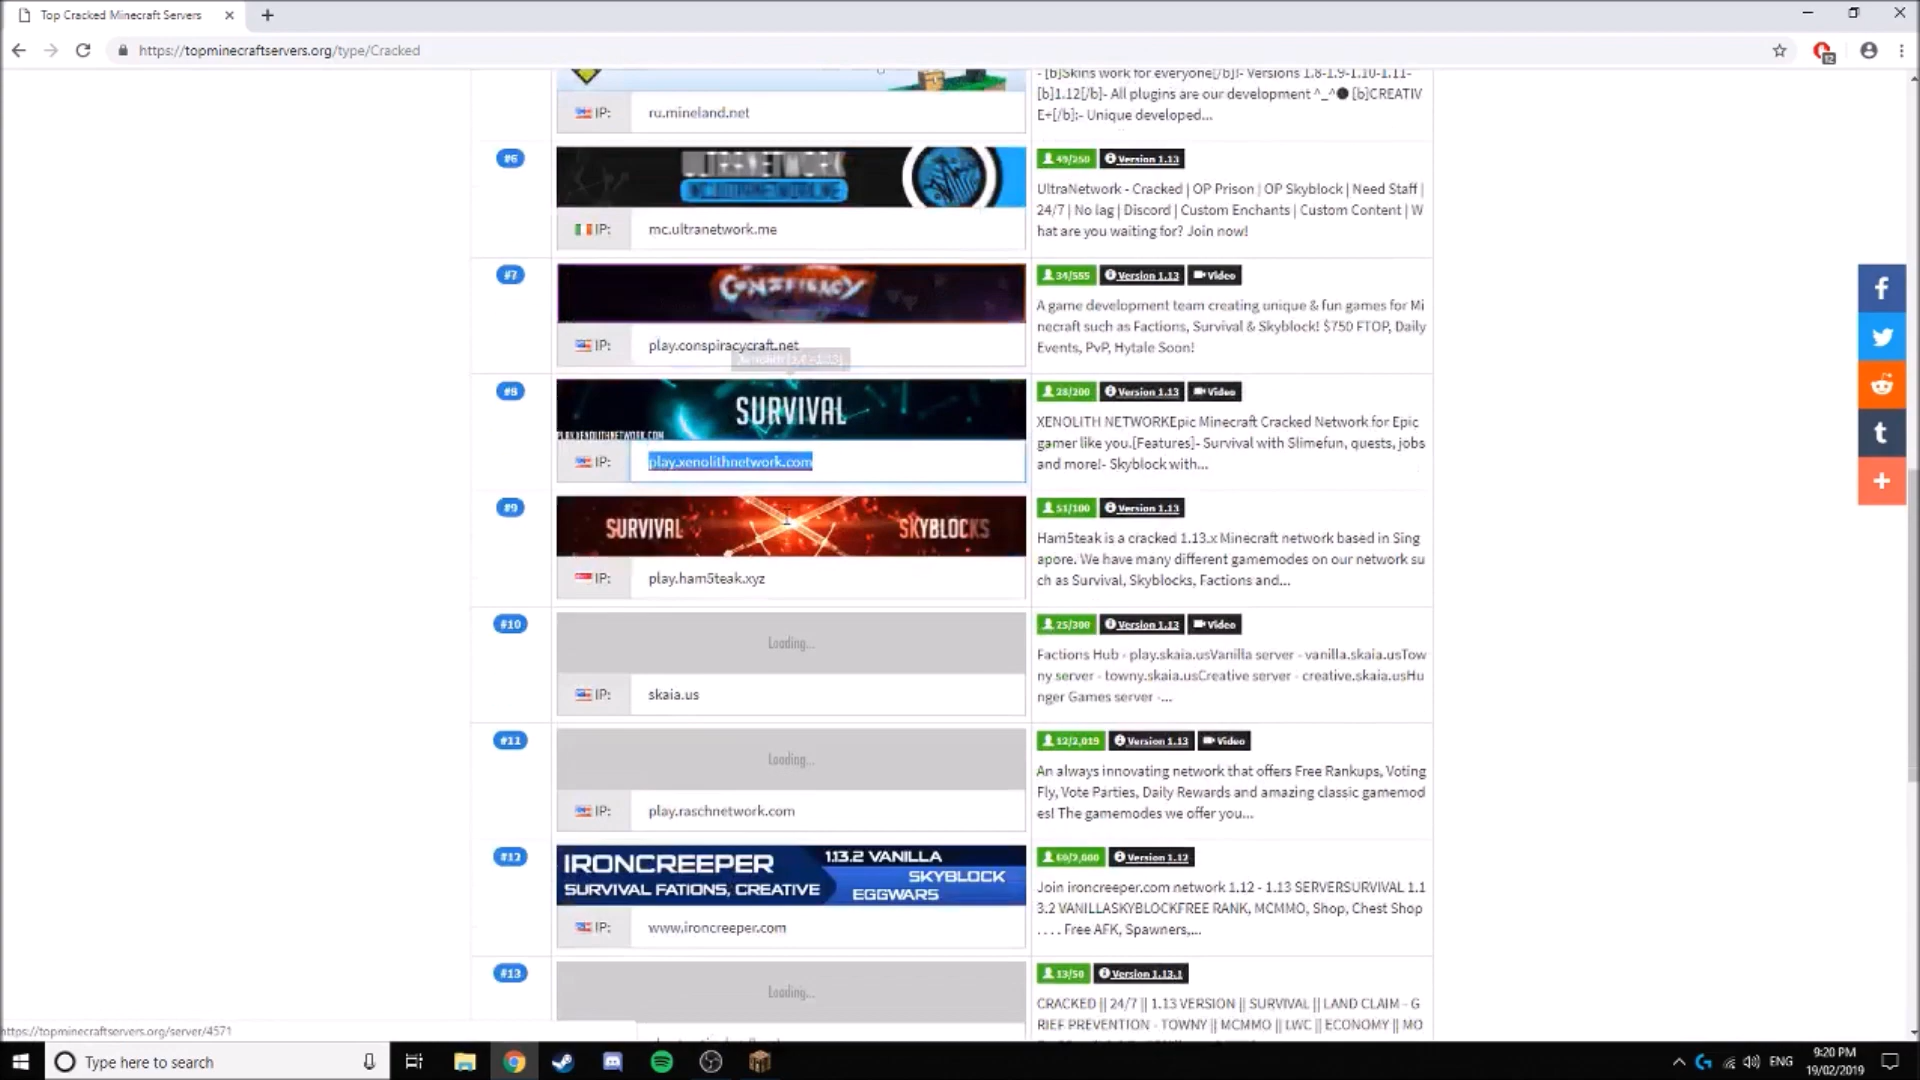 Top Cracked Minecraft Servers
https://topminecraftservers.org/type/Cracked
12
- [b]Skins work for everyone[/b]!- Versions 1.8-1.9-1.10-1.11-
[b]1.12[/b]- All plugins are our development ^_^● [b]CREATIV
E+[/b]:- Unique developed...
IP: ru.mineland.net
#6
ULTRANETWORK
MC.ULTRANETWORK.ME
IP: mc.ultranetwork.me
49/250 Version 1.13
UltraNetwork - Cracked | OP Prison | OP Skyblock | Need Staff |
24/7 | No lag | Discord | Custom Enchants | Custom Content | W
hat are you waiting for? Join now!
#7
CONSPIRACY
IP: play.conspiracycraft.net
34/555 Version 1.13 Video
A game development team creating unique & fun games for Mi
necraft such as Factions, Survival & Skyblock! $750 FTOP, Daily
Events, PvP, Hytale Soon!
#8
SURVIVAL
PLAY.XENOLITHNETWORK.COM
IP: play.xenolithnetwork.com
28/200 Version 1.13 Video
XENOLITH NETWORKEpic Minecraft Cracked Network for Epic
gamer like you.[Features]- Survival with Slimefun, quests, jobs
and more!- Skyblock with...
#9
SURVIVAL SKYBLOCKS
IP: play.ham5teak.xyz
51/100 Version 1.13
Ham5teak is a cracked 1.13.x Minecraft network based in Sing
apore. We have many different gamemodes on our network su
ch as Survival, Skyblocks, Factions and...
#10
Loading...
IP: skaia.us
25/300 Version 1.13 Video
Factions Hub - play.skaia.usVanilla server - vanilla.skaia.usTow
ny server - towny.skaia.usCreative server - creative.skaia.usHu
nger Games server -...
#11
Loading...
IP: play.raschnetwork.com
12/2,019 Version 1.13 Video
An always innovating network that offers Free Rankups, Voting
Fly, Vote Parties, Daily Rewards and amazing classic gamemod
es! The gamemodes we offer you...
#12
IRONCREEPER 1.13.2 VANILLA
SKYBLOCK
SURVIVAL FATIONS, CREATIVE EGGWARS
IP: www.ironcreeper.com
60/2,000 Version 1.12
Join ironcreeper.com network 1.12 - 1.13 SERVERSURVIVAL 1.1
3.2 VANILLASKYBLOCKFREE RANK, MCMMO, Shop, Chest Shop
. . . . Free AFK, Spawners,...
#13
Loading...
13/50 Version 1.13.1
CRACKED || 24/7 || 1.13 VERSION || SURVIVAL || LAND CLAIM - G
RIEF PREVENTION - TOWNY || MCMMO || LWC || ECONOMY || MO
https://topminecraftservers.org/server/4571
Type here to search
ENG
9:20 PM
19/02/2019